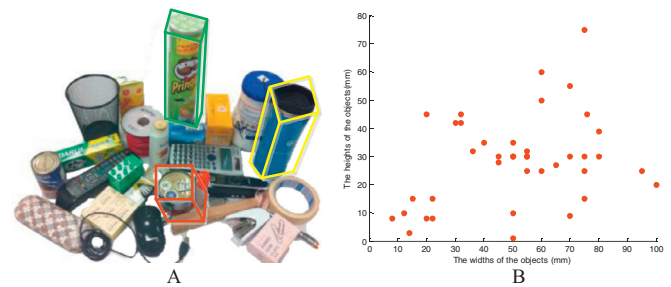 Pringles
DARLIE
80
70
60
50
40
30
20
10
0
The heights of the objects(mm)
0 10 20 30 40 50 60 70 80 90 100
The widths of the objects (mm)
A
B